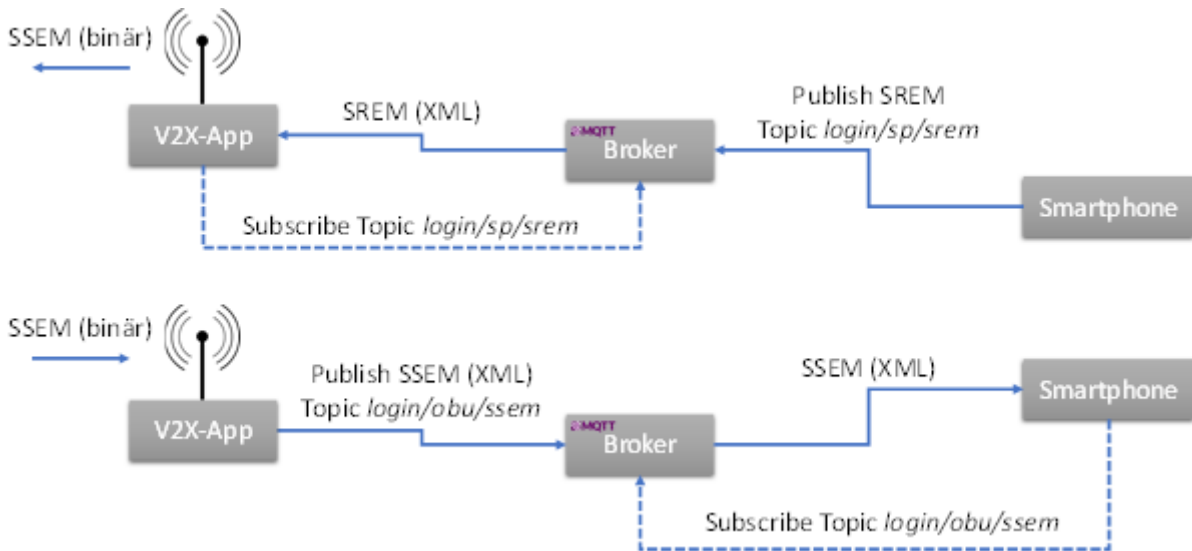 SSEM (binär)
V2X-App
SREM (XML)
MQTT
Broker
Publish SREM
Topic login/sp/srem
Smartphone
Subscribe Topic login/sp/srem
SSEM (binär)
V2X-App
Publish SSEM (XML)
Topic login/obu/ssem
MQTT
Broker
SSEM (XML)
Smartphone
Subscribe Topic login/obu/ssem